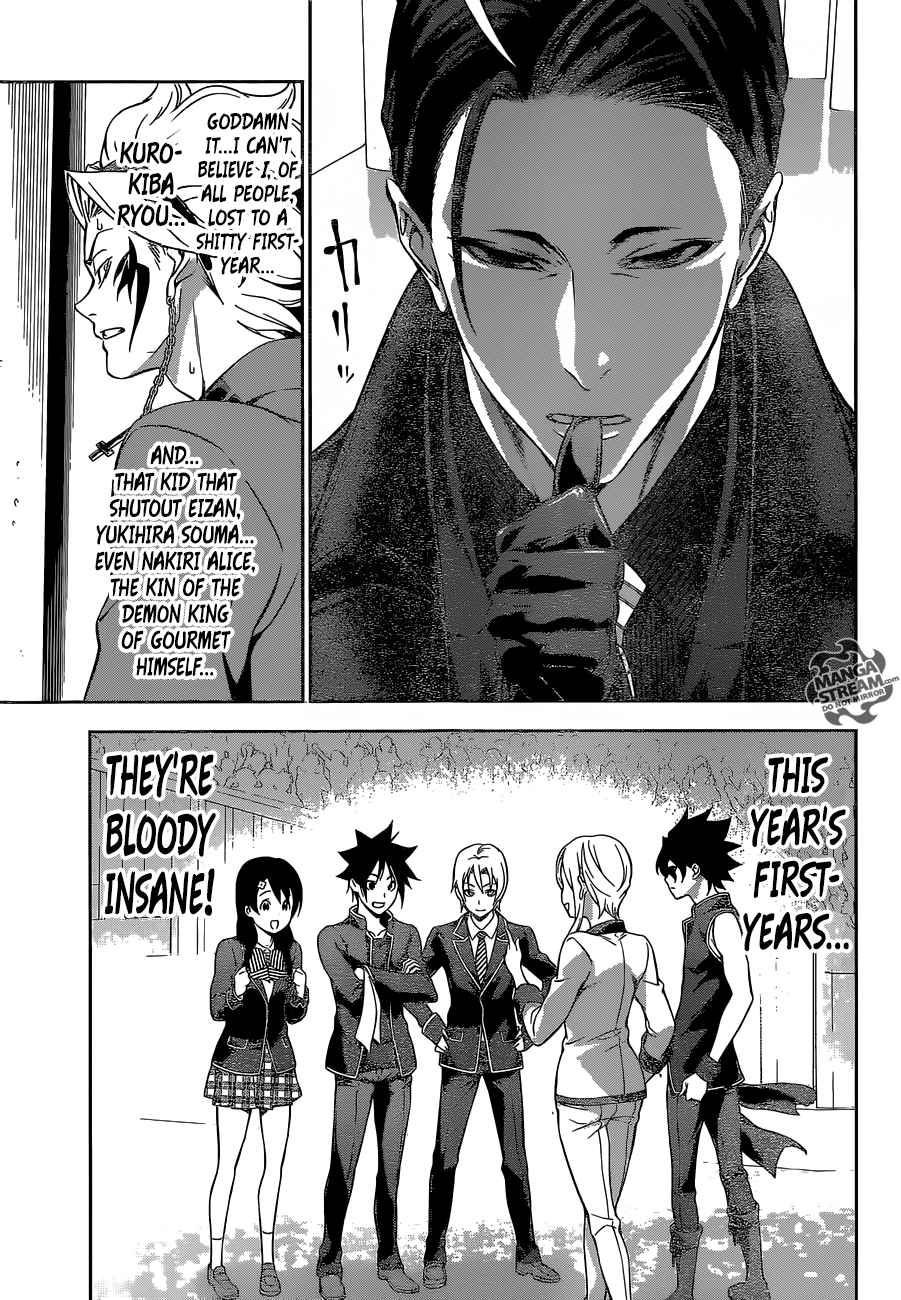 ガリッ
GODDAMN
IT...I CAN'T
BELIEVE I, OF
ALL PEOPLE,
LOST TO A
SHITTY FIRST-
YEAR...
KURO-
KIBA
RYOU...
AND...
THAT KID THAT
SHUTOUT EIZAN,
YUKIHIRA SOUMA...
EVEN NAKIRI ALICE,
THE KIN OF THE
DEMON KING
OF GOURMET
HIMSELF...
MANGA
-STREAM.com
DO NOT MIRROR
THIS
YEAR'S
FIRST-
YEARS...
THEY'RE
BLOODY
INSANE!